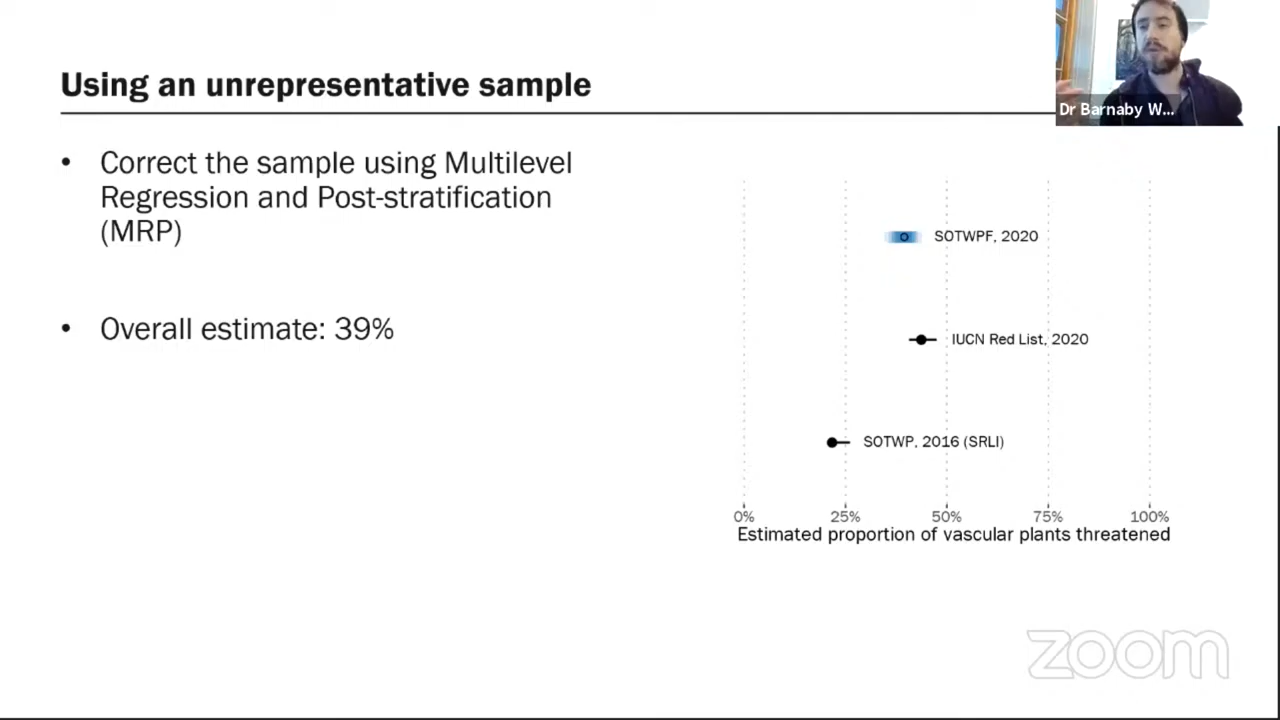 Using an unrepresentative sample
Dr Barnaby W...
• Correct the sample using Multilevel
Regression and Post-stratification
(MRP)
• Overall estimate: 39%
SOTWPF, 2020
IUCN Red List, 2020
SOTWP, 2016 (SRLI)
0% 25% 50% 75% 100%
Estimated proportion of vascular plants threatened
zoom